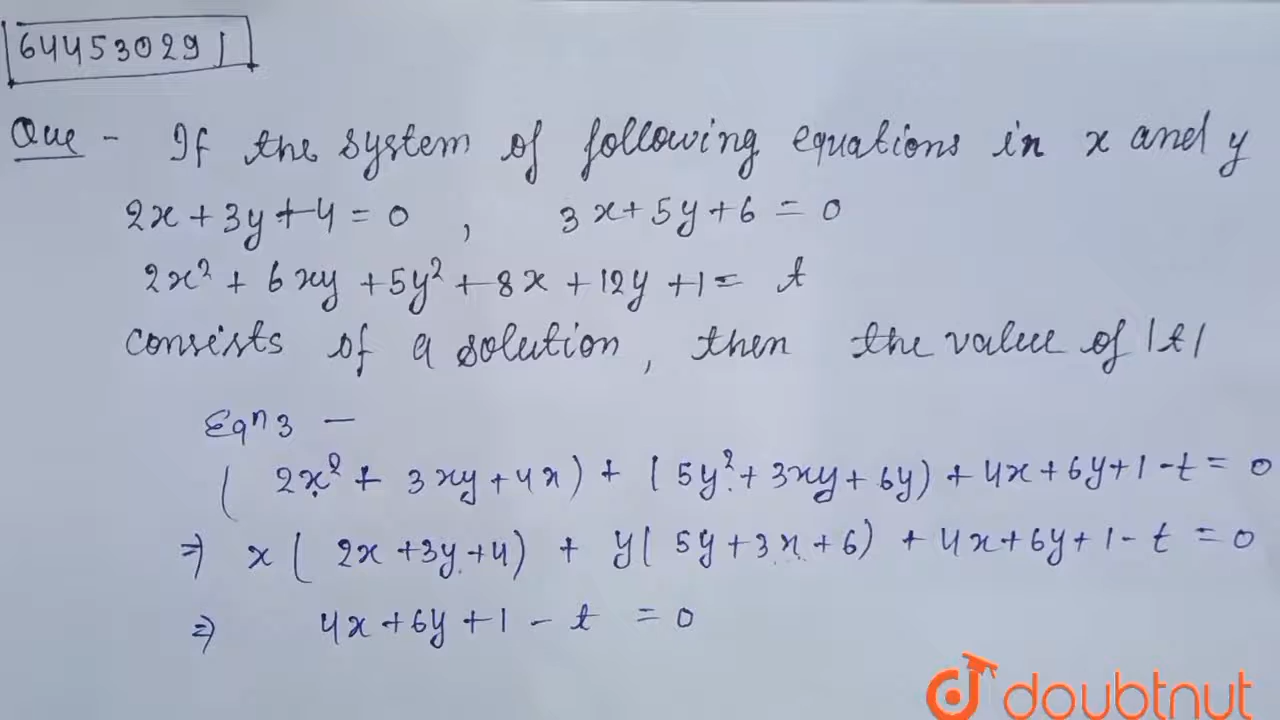 644530291
Que - If the system of following equations in x and y
2x + 3y + 4 = 0 , 3x + 5y + 6 = 0
2x² + 6xy + 5y² + 8x + 12y + 1 = t
consists of a solution, then the value of |t|
Eqⁿ 3 —
( 2x² + 3xy + 4x ) + ( 5y² + 3xy + 6y ) + 4x + 6y + 1 - t = 0
⇒ x ( 2x + 3y + 4 ) + y ( 5y + 3x + 6 ) + 4x + 6y + 1 - t = 0
⇒ 4x + 6y + 1 - t = 0
doubtnut